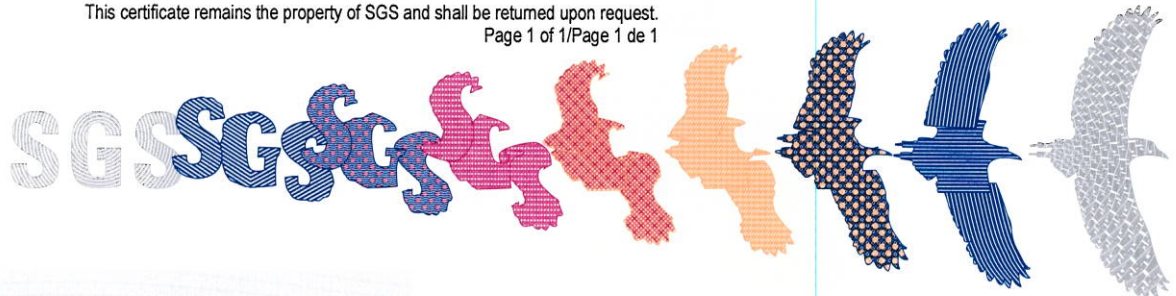 This certificate remains the property of SGS and shall be returned upon request.
Page 1 of 1/Page 1 de 1
SGS SGS SGS